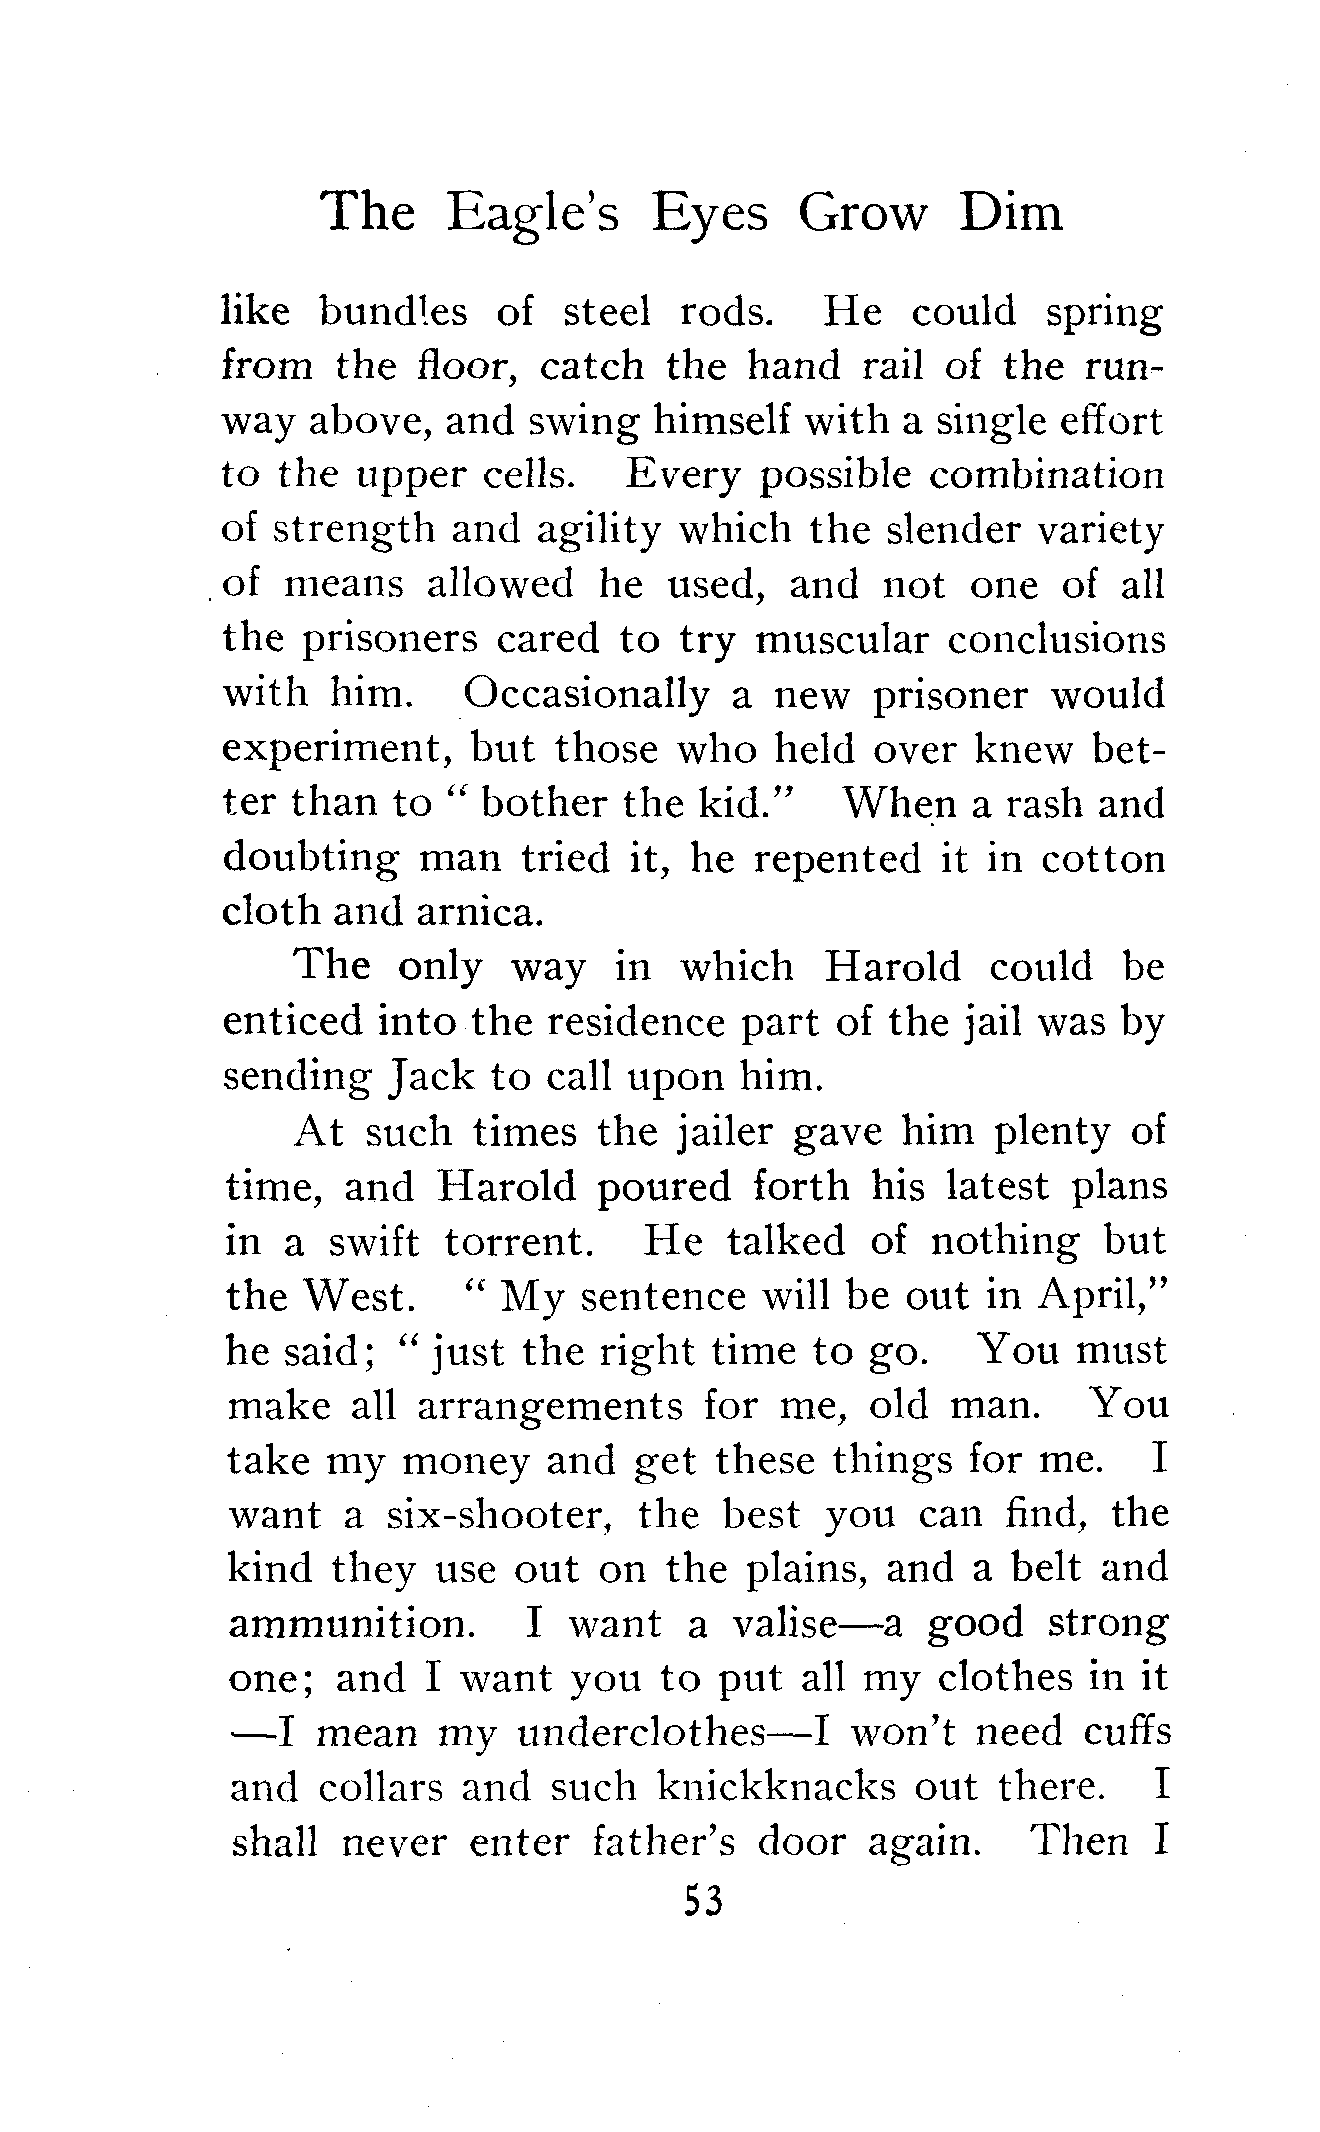 The Eagle's Eyes Grow Dim
like bundles of steel rods. He could spring
from the floor, catch the hand rail of the run-
way above, and swing himself with a single effort
to the upper cells. Every possible combination
of strength and agility which the slender variety
of means allowed he used, and not one of all
the prisoners cared to try muscular conclusions
with him. Occasionally a new prisoner would
experiment, but those who held over knew bet-
ter than to “ bother the kid.” When a rash and
doubting man tried it, he repented it in cotton
cloth and arnica.
The only way in which Harold could be
enticed into the residence part of the jail was by
sending Jack to call upon him.
At such times the jailer gave him plenty of
time, and Harold poured forth his latest plans
in a swift torrent. He talked of nothing but
the West. “ My sentence will be out in April,”
he said; “ just the right time to go. You must
make all arrangements for me, old man. You
take my money and get these things for me. I
want a six-shooter, the best you can find, the
kind they use out on the plains, and a belt and
ammunition. I want a valise—a good strong
one; and I want you to put all my clothes in it
—I mean my underclothes—I won't need cuffs
and collars and such knickknacks out there. I
shall never enter father's door again. Then I
53